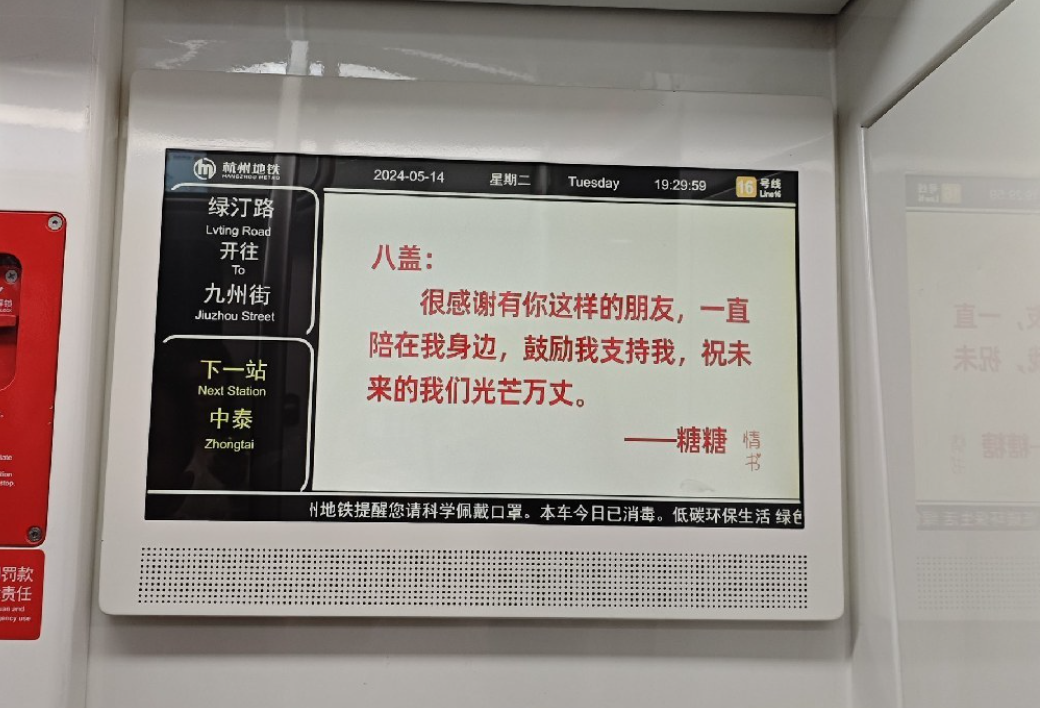 杭州地铁
HANGZHOU METRO
2024-05-14 星期二 Tuesday 19:29:59 16 号线
Line16
绿汀路
Lvting Road
开往
To
九州街
Jiuzhou Street
下一站
Next Station
中泰
Zhongtai
八盖：
很感谢有你这样的朋友，一直
陪在我身边，鼓励我支持我，祝未
来的我们光芒万丈。
——糖糖
情书
地铁提醒您请科学佩戴口罩。本车今日已消毒。低碳环保生活 绿色
罚款
责任